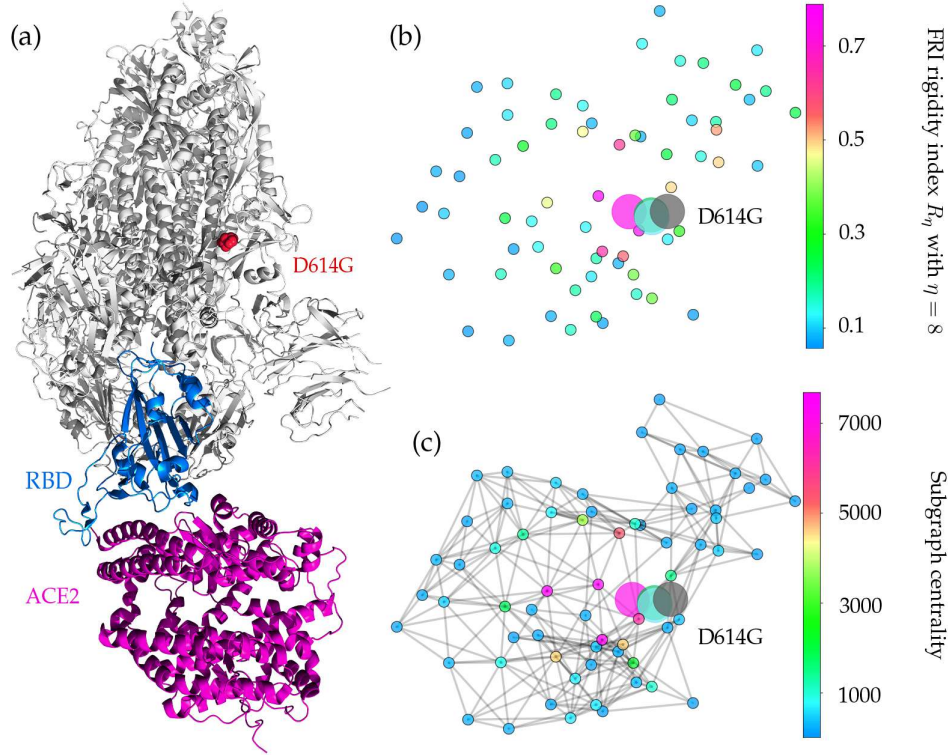 (a)
D614G
RBD
ACE2
(b)
D614G
0.7
0.5
0.3
0.1
FRI rigidity index Rη with η = 8
(c)
D614G
7000
5000
3000
1000
Subgraph centrality